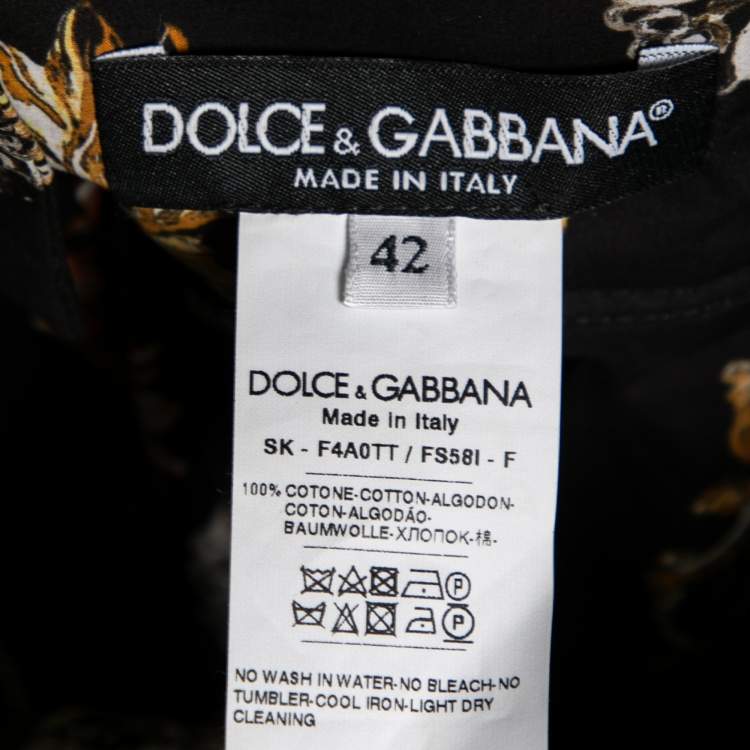 DOLCE & GABBANA®
MADE IN ITALY
42
DOLCE & GABBANA
Made in Italy
SK - F4A0TT / FS58I - F
100% COTONE-COTTON-ALGODON-
COTON-ALGODÁO-
BAUMWOLLE-ХЛОПОК-棉-
P
P
NO WASH IN WATER-NO BLEACH-NO
TUMBLER-COOL IRON-LIGHT DRY
CLEANING